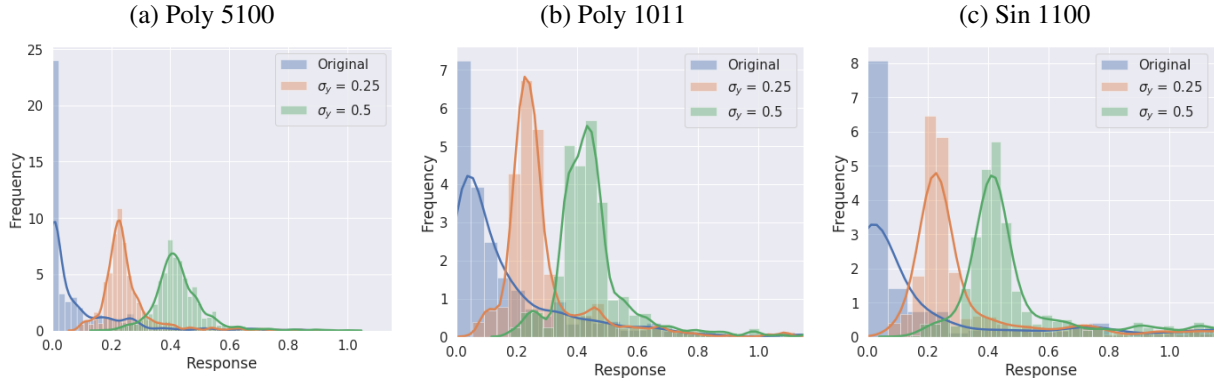 (a) Poly 5100
25
20
15
10
5
0
Frequency
0.0 0.2 0.4 0.6 0.8 1.0
Response
Original
σy = 0.25
σy = 0.5
(b) Poly 1011
7
6
5
4
3
2
1
0
Frequency
0.0 0.2 0.4 0.6 0.8 1.0
Response
Original
σy = 0.25
σy = 0.5
(c) Sin 1100
8
7
6
5
4
3
2
1
0
Frequency
0.0 0.2 0.4 0.6 0.8 1.0
Response
Original
σy = 0.25
σy = 0.5